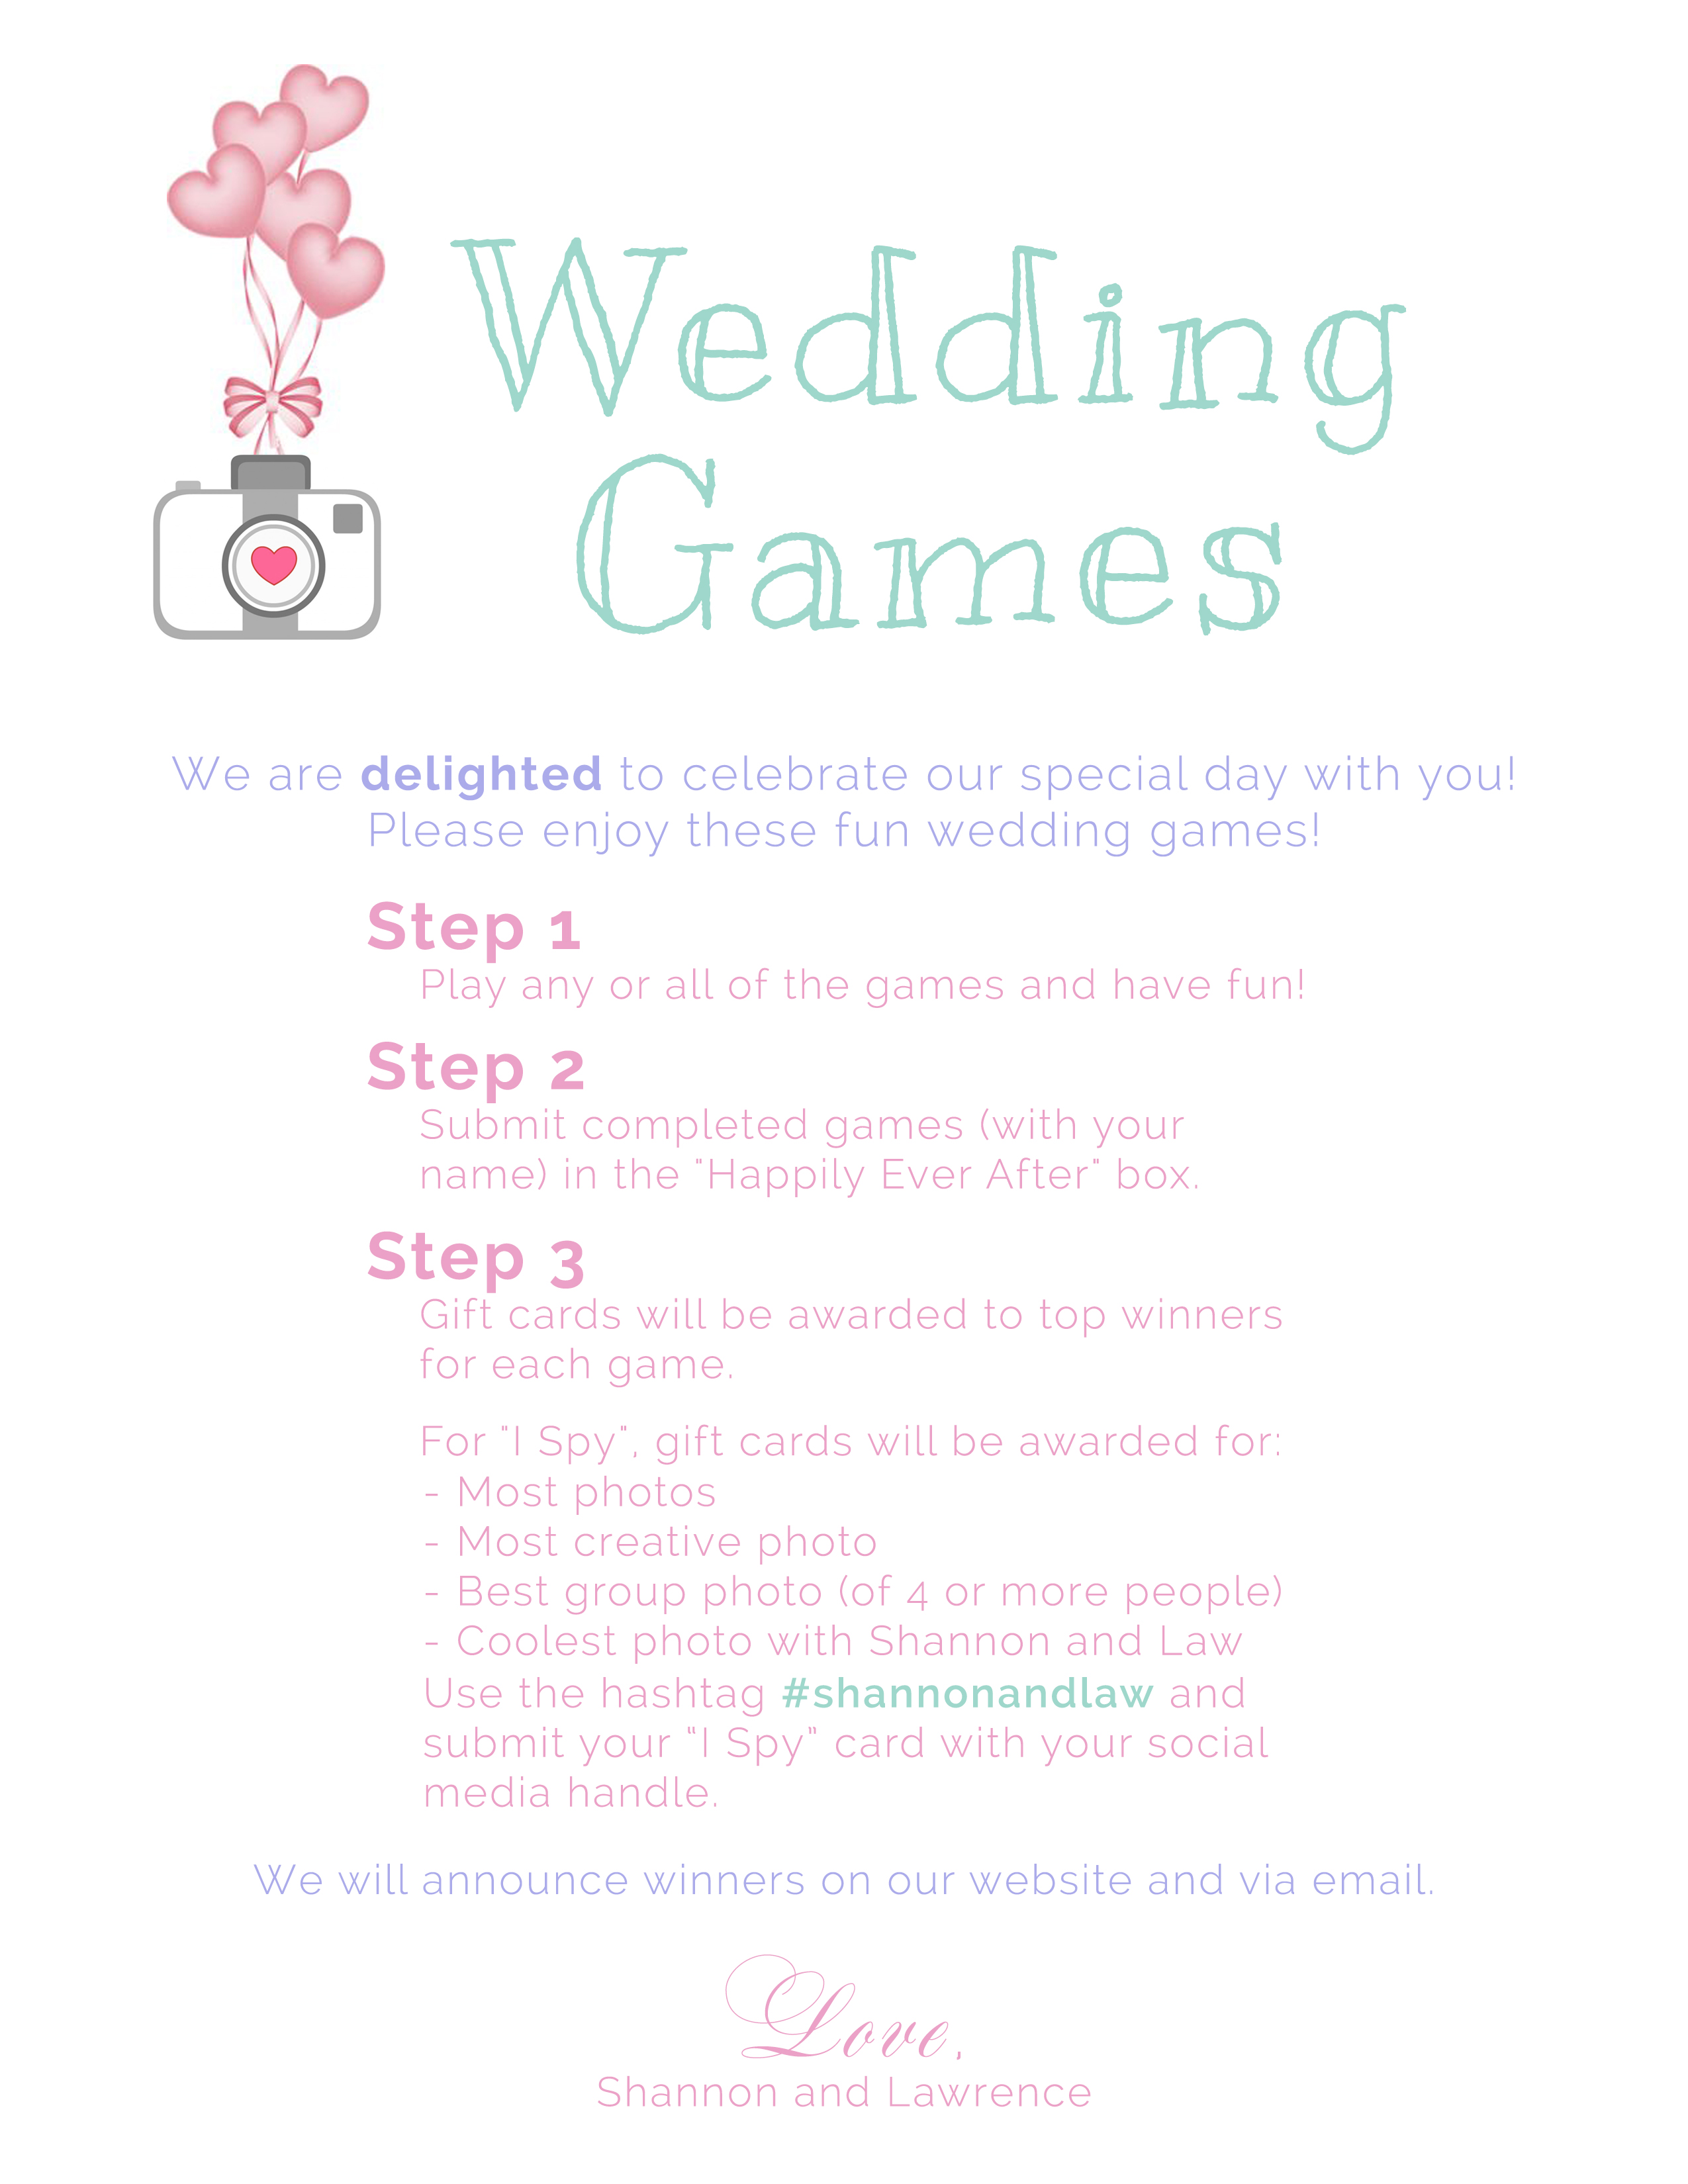 Wedding
Games
We are delighted to celebrate our special day with you!
Please enjoy these fun wedding games!
Step 1
Play any or all of the games and have fun!
Step 2
Submit completed games (with your
name) in the "Happily Ever After" box.
Step 3
Gift cards will be awarded to top winners
for each game.
For "I Spy", gift cards will be awarded for:
- Most photos
- Most creative photo
- Best group photo (of 4 or more people)
- Coolest photo with Shannon and Law
Use the hashtag #shannonandlaw and
submit your “I Spy” card with your social
media handle.
We will announce winners on our website and via email.
Love,
Shannon and Lawrence